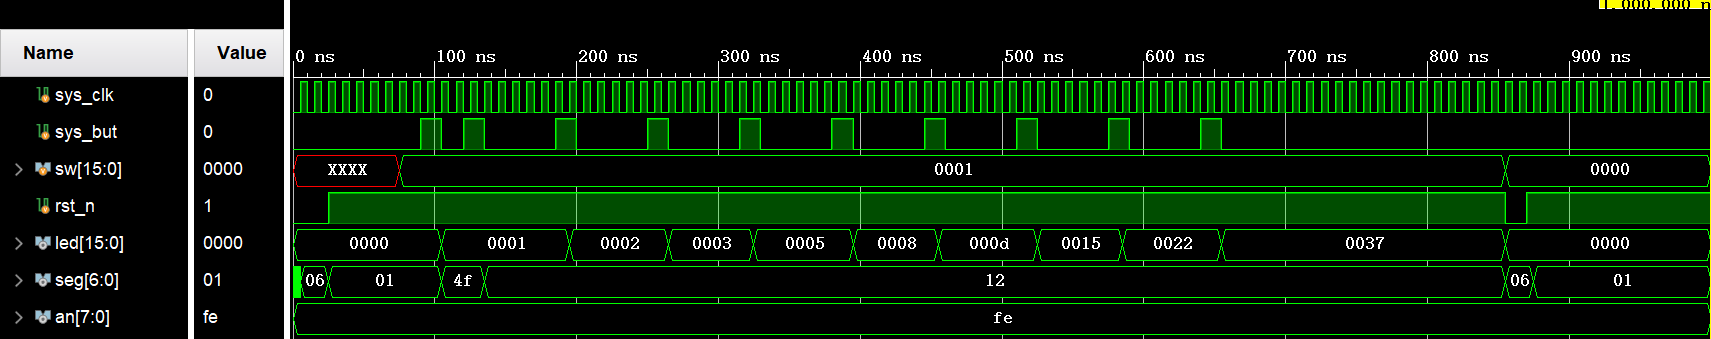 1,000.000 n
Name Value
0 ns 100 ns 200 ns 300 ns 400 ns 500 ns 600 ns 700 ns 800 ns 900 ns
sys_clk 0
sys_but 0
sw[15:0] 0000 XXXX 0001 0000
rst_n 1
led[15:0] 0000 0000 0001 0002 0003 0005 0008 000d 0015 0022 0037 0000
seg[6:0] 01 06 01 4f 12 06 01
an[7:0] fe fe